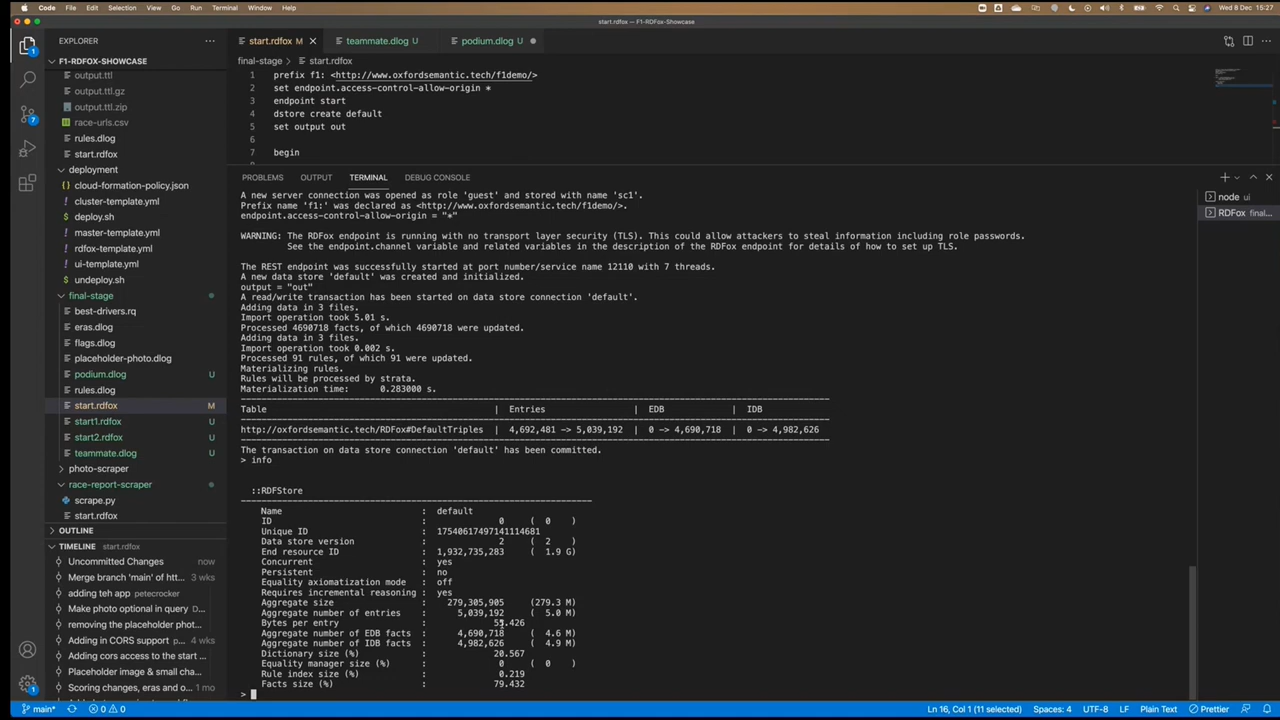 Code File Edit Selection View Go Run Terminal Window Help
Wed 8 Dec 15:27
start.rdfox — F1-RDFox-Showcase
EXPLORER
F1-RDFOX-SHOWCASE
output.ttl
output.ttl.gz
output.ttl.zip
race-urls.csv
rules.dlog
start.rdfox
deployment
cloud-formation-policy.json
cluster-template.yml
deploy.sh
master-template.yml
rdfox-template.yml
ui-template.yml
undeploy.sh
final-stage
best-drivers.rq
eras.dlog
flags.dlog
placeholder-photo.dlog
podium.dlog U
rules.dlog
start.rdfox M
start1.rdfox U
start2.rdfox U
teammate.dlog U
photo-scraper
race-report-scraper
scrape.py
start.rdfox
OUTLINE
TIMELINE start.rdfox
Uncommitted Changes now
Merge branch 'main' of htt... 3 wks
adding teh app petecrocker
Make photo optional in query D...
removing the placeholder phot...
Adding in CORS support p...
Adding cors access to the start ...
Placeholder image & small cha...
Scoring changes, eras and o... 1 mo
start.rdfox M
teammate.dlog U
podium.dlog U
final-stage > start.rdfox
1 prefix f1: <http://www.oxfordsemantic.tech/f1demo/>
2 set endpoint.access-control-allow-origin *
3 endpoint start
4 dstore create default
5 set output out
6
7 begin
PROBLEMS OUTPUT TERMINAL DEBUG CONSOLE
node ui
RDFox final...
A new server connection was opened as role 'guest' and stored with name 'sc1'.
Prefix name 'f1:' was declared as <http://www.oxfordsemantic.tech/f1demo/>.
endpoint.access-control-allow-origin = "*"
WARNING: The RDFox endpoint is running with no transport layer security (TLS). This could allow attackers to steal information including role passwords.
See the endpoint.channel variable and related variables in the description of the RDFox endpoint for details of how to set up TLS.
The REST endpoint was successfully started at port number/service name 12110 with 7 threads.
A new data store 'default' was created and initialized.
output = "out"
A read/write transaction has been started on data store connection 'default'.
Adding data in 3 files.
Import operation took 5.01 s.
Processed 4690718 facts, of which 4690718 were updated.
Adding data in 3 files.
Import operation took 0.002 s.
Processed 91 rules, of which 91 were updated.
Materializing rules.
Rules will be processed by strata.
Materialization time: 0.283000 s.
Table | Entries | EDB | IDB
http://oxfordsemantic.tech/RDFox#DefaultTriples | 4,692,481 -> 5,039,192 | 0 -> 4,690,718 | 0 -> 4,982,626
The transaction on data store connection 'default' has been committed.
> info
::RDFStore
Name : default
ID : 0 ( 0 )
Unique ID : 17540617497141114681
Data store version : 2 ( 2 )
End resource ID : 1,932,735,283 ( 1.9 G)
Concurrent : yes
Persistent : no
Equality axiomatization mode : off
Requires incremental reasoning : yes
Aggregate size : 279,305,905 (279.3 M)
Aggregate number of entries : 5,039,192 ( 5.0 M)
Bytes per entry : 55.426
Aggregate number of EDB facts : 4,690,718 ( 4.6 M)
Aggregate number of IDB facts : 4,982,626 ( 4.9 M)
Dictionary size (%) : 20.567
Equality manager size (%) : 0 ( 0 )
Rule index size (%) : 0.219
Facts size (%) : 79.432
>
main* 0 0
Ln 16, Col 1 (11 selected) Spaces: 4 UTF-8 LF Plain Text Prettier